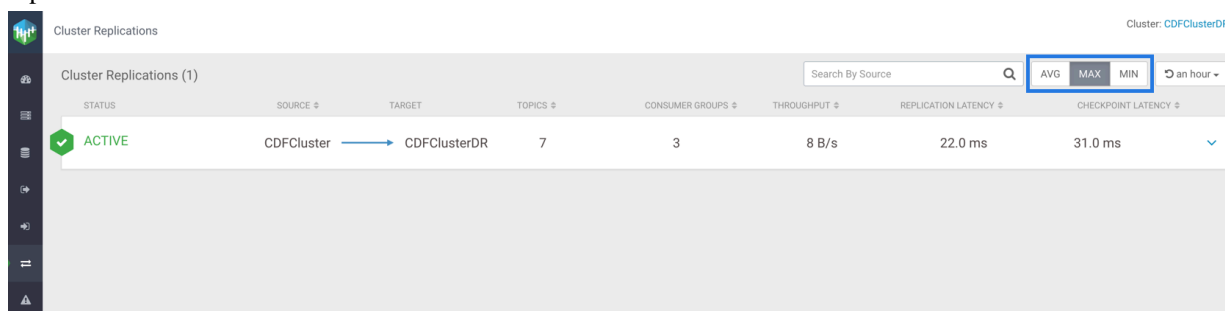 Cluster Replications
Cluster: CDFClusterDR
Cluster Replications (1)
Search By Source
AVG MAX MIN
an hour
STATUS SOURCE TARGET TOPICS CONSUMER GROUPS THROUGHPUT REPLICATION LATENCY CHECKPOINT LATENCY
ACTIVE CDFCluster CDFClusterDR 7 3 8 B/s 22.0 ms 31.0 ms